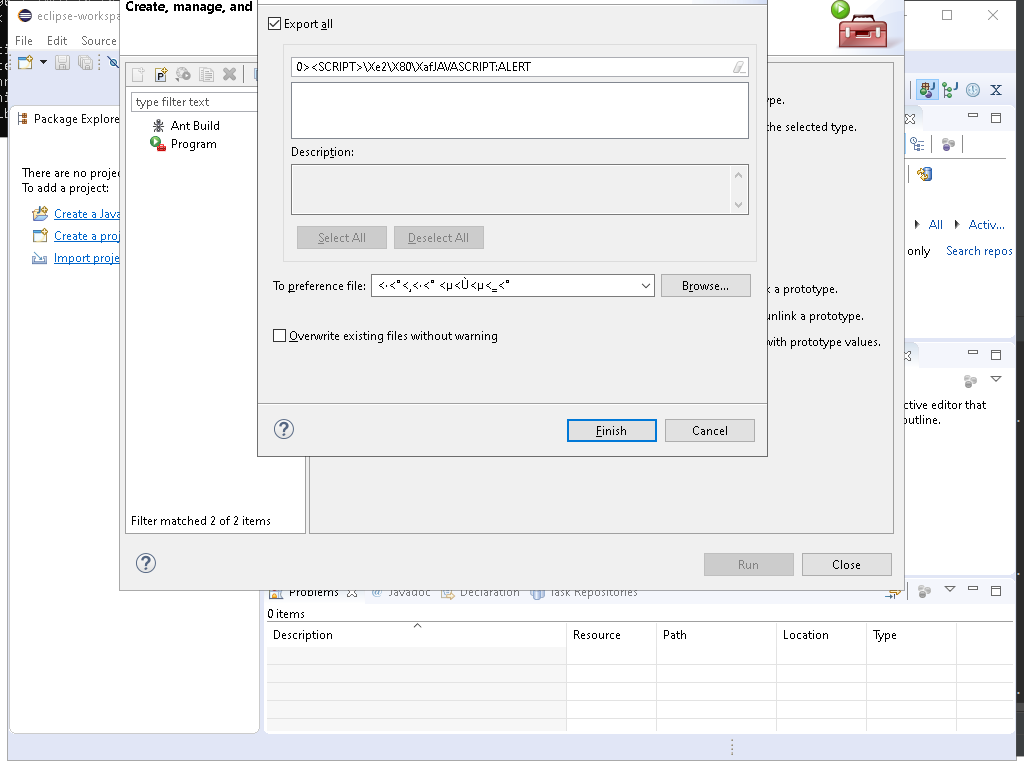 eclipse-workspa
Create, manage, and
File Edit Source
Export all
0><SCRIPT>\Xe2\X80\XafJAVASCRIPT:ALERT
type filter text
Ant Build
Program
Package Explore
There are no projec
To add a project:
Create a Java
Create a proj
Import proje
Description:
Select All
Deselect All
To preference file:
Browse...
Overwrite existing files without warning
Finish
Cancel
ype.
he selected type.
k a prototype.
unlink a prototype.
with prototype values.
Filter matched 2 of 2 items
Run
Close
All
Activ...
only
Search repos
ctive editor that
outline.
Problems
Javadoc
Declaration
Task Repositories
0 items
Description Resource Path Location Type